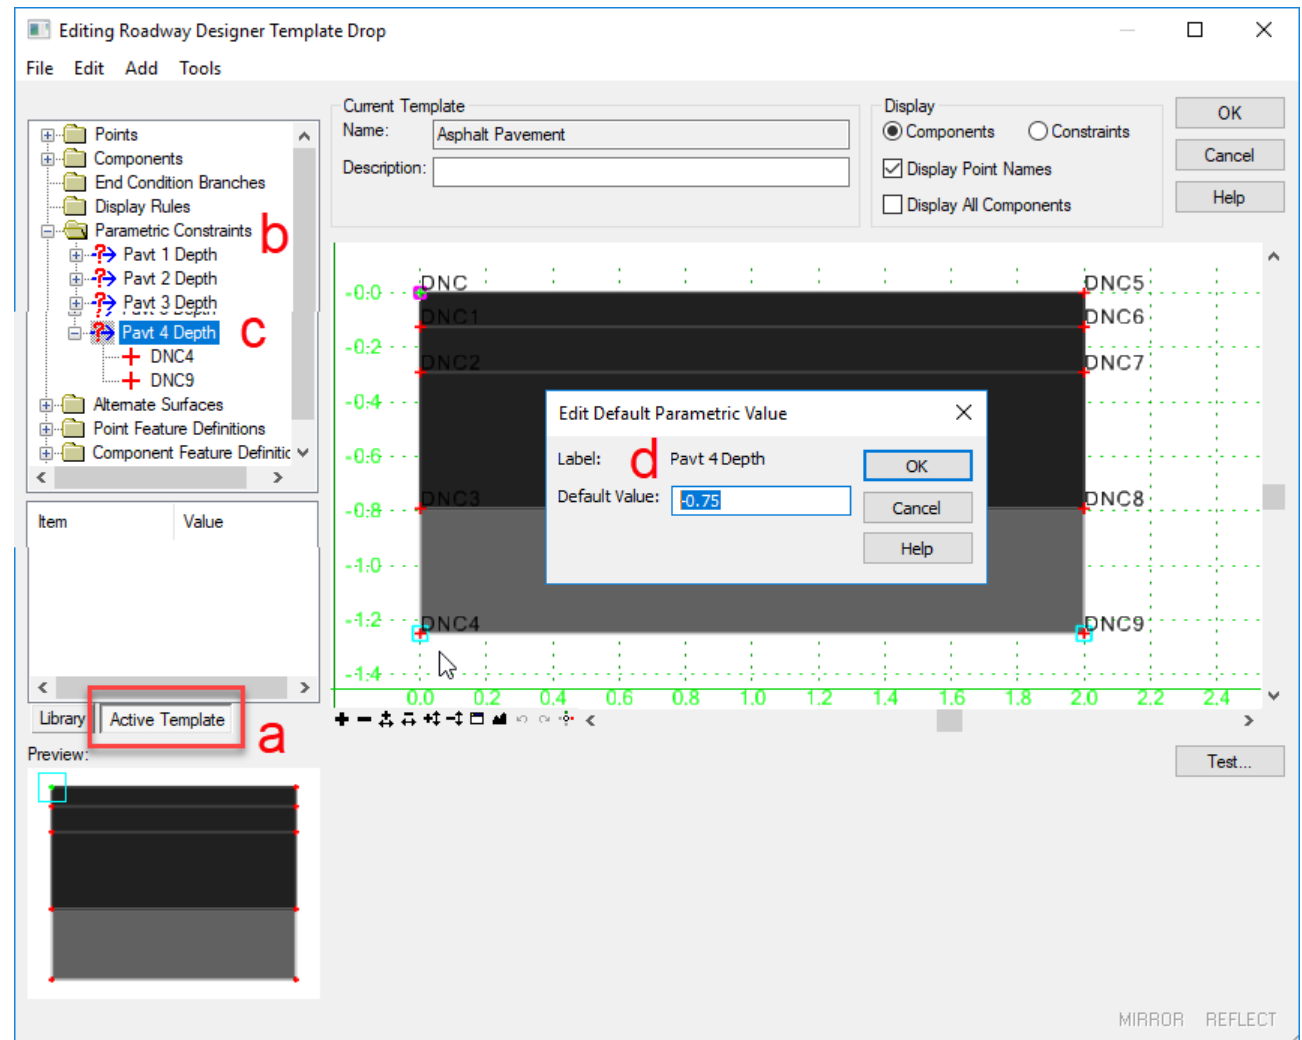 Editing Roadway Designer Template Drop
File Edit Add Tools
Current Template
Name: Asphalt Pavement
Description:
Display
Components Constraints
Display Point Names
Display All Components
OK
Cancel
Help
Points
Components
End Condition Branches
Display Rules
Parametric Constraints
b
Pavt 1 Depth
Pavt 2 Depth
Pavt 3 Depth
Pavt 4 Depth
c
DNC4
DNC9
Alternate Surfaces
Point Feature Definitions
Component Feature Definitic
Item Value
Library Active Template
a
Preview:
DNC DNC5
-0.0
DNC1 DNC6
-0.2
DNC2 DNC7
-0.4
-0.6
DNC3 DNC8
-0.8
-1.0
-1.2
DNC4 DNC9
-1.4
0.0 0.2 0.4 0.6 0.8 1.0 1.2 1.4 1.6 1.8 2.0 2.2 2.4
Edit Default Parametric Value
Label: d Pavt 4 Depth
Default Value: -0.75
OK
Cancel
Help
Test...
MIRROR REFLECT